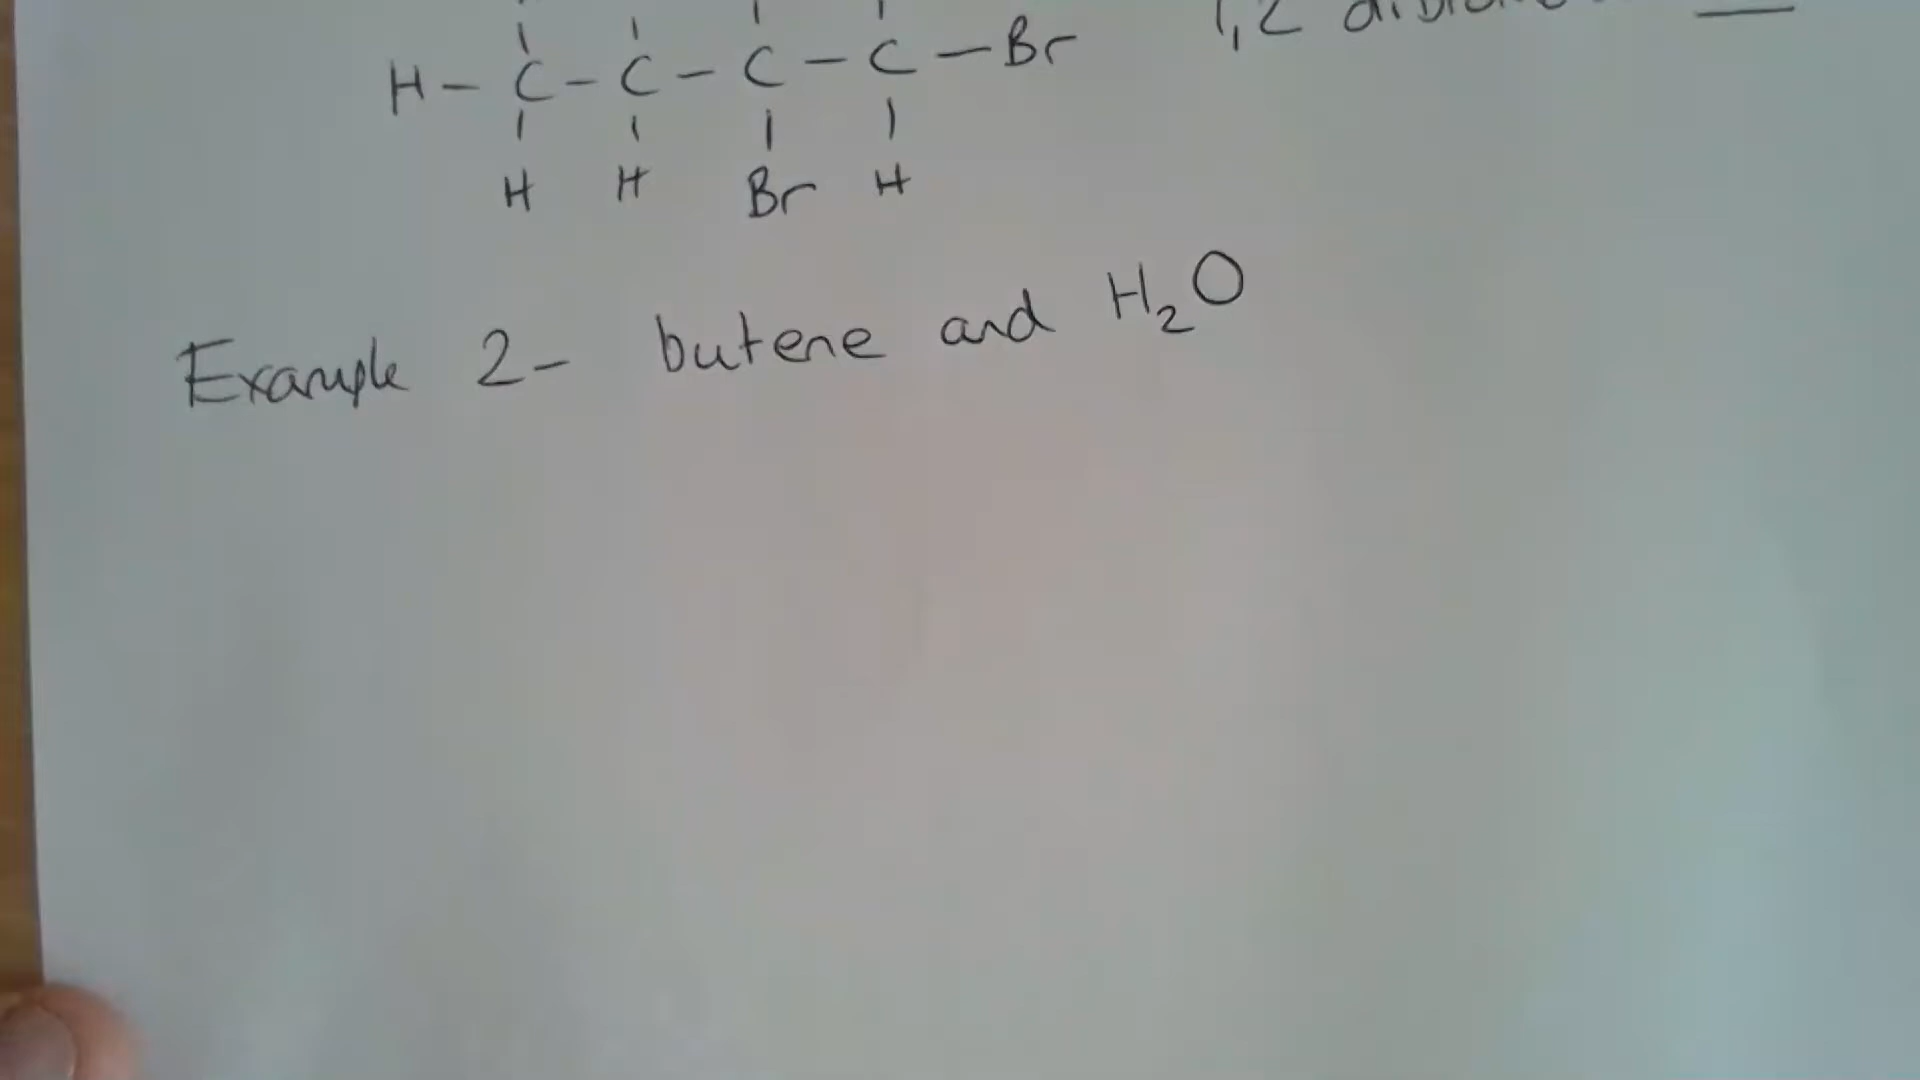 H - C - C - C - C - Br 1,2
H H Br H
Example 2- butene and H₂O